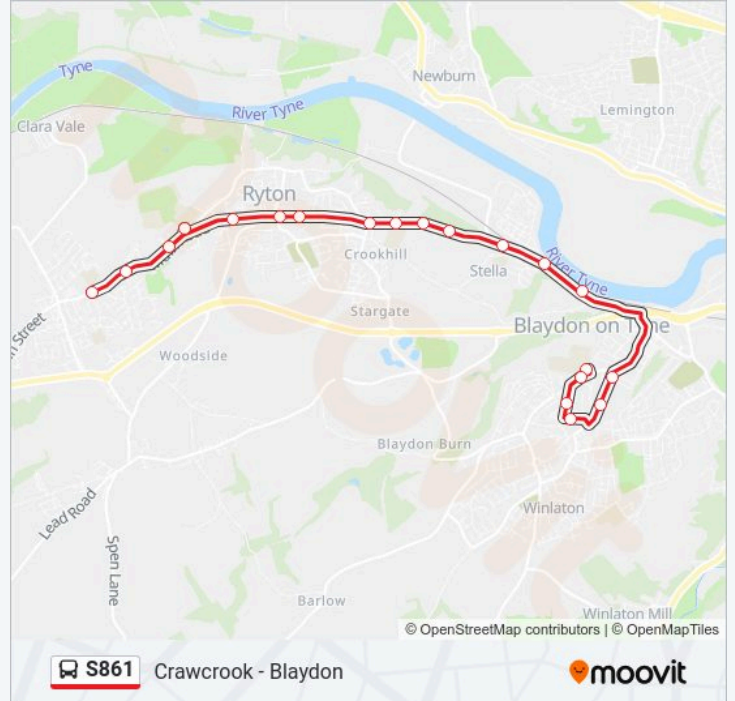 Newburn
Tyne
River Tyne
Lemington
Clara Vale
Ryton
Crookhill
River Tyne
Stella
Stargate
Blaydon on T ne
n Street
Woodside
Blaydon Burn
Lead Road
Winlaton
Spen Lane
Barlow
Winlaton Mill
© OpenStreetMap contributors | © OpenMapTiles
S861 Crawcrook - Blaydon
moovit